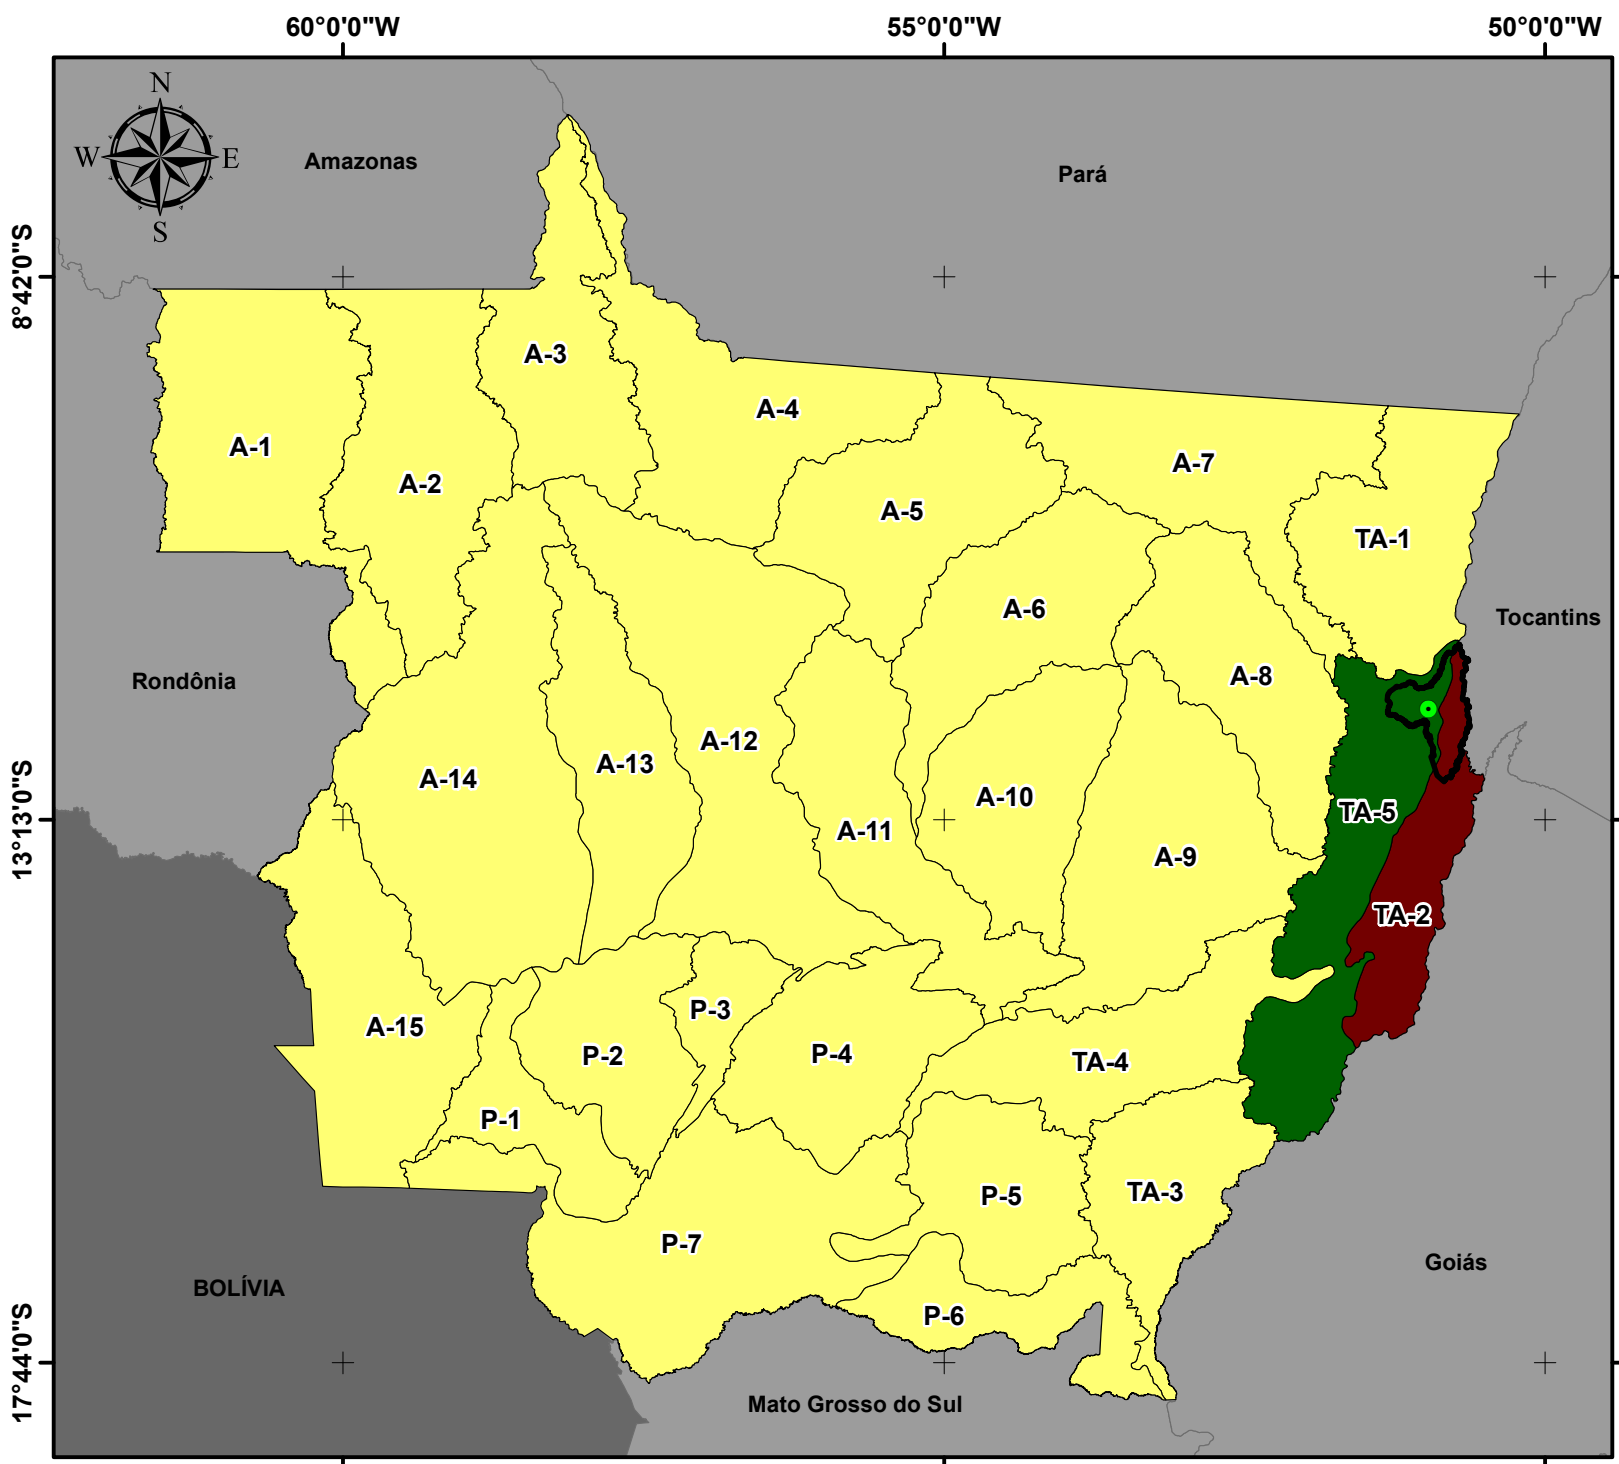 60°0'0"W
55°0'0"W
50°0'0"W
N
W
E
S
Amazonas
Pará
8°42'0"S
A-3
A-4
A-1
A-7
A-2
A-5
TA-1
A-6
Tocantins
Rondônia
A-8
A-12
A-13
A-14
A-10
TA-5
A-11
13°13'0"S
A-9
TA-2
P-3
A-15
P-2
P-4
TA-4
P-1
TA-3
P-5
P-7
Goiás
BOLÍVIA
P-6
17°44'0"S
Mato Grosso do Sul